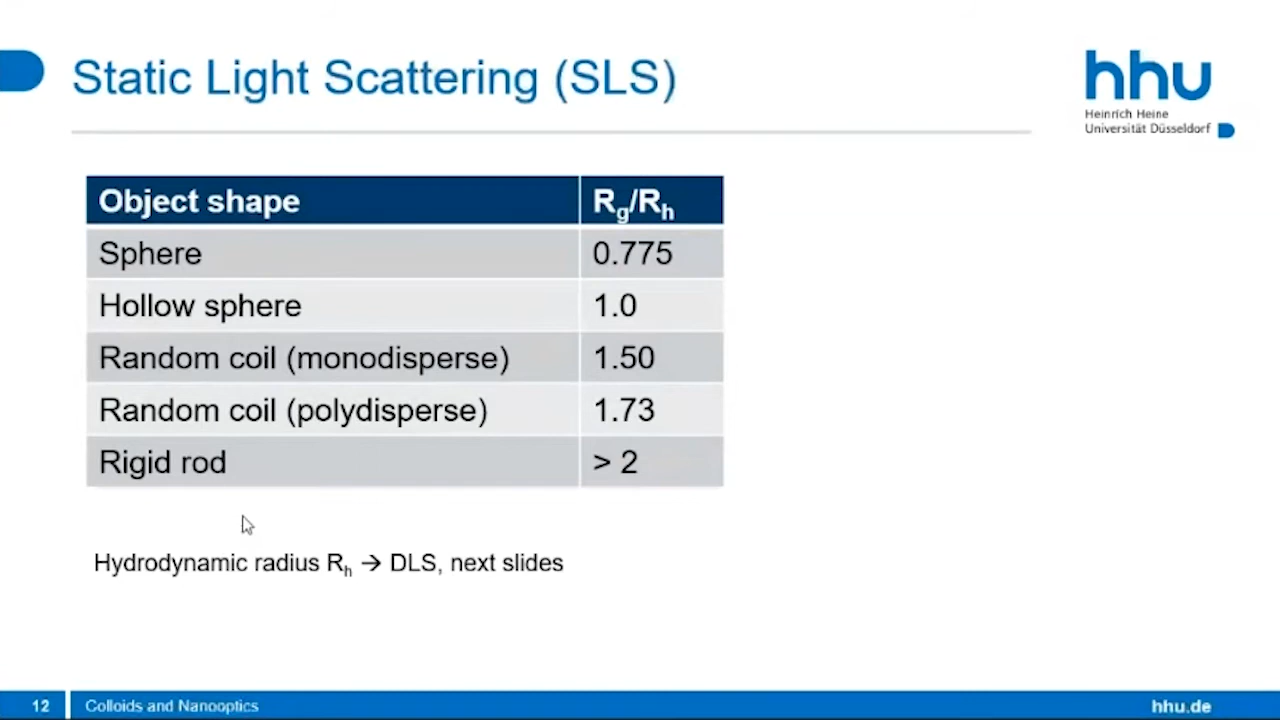 Static Light Scattering (SLS)
hhu
Heinrich Heine
Universität Düsseldorf
Object shape Rg/Rh
Sphere 0.775
Hollow sphere 1.0
Random coil (monodisperse) 1.50
Random coil (polydisperse) 1.73
Rigid rod > 2
Hydrodynamic radius Rh → DLS, next slides
12 Colloids and Nanooptics hhu.de